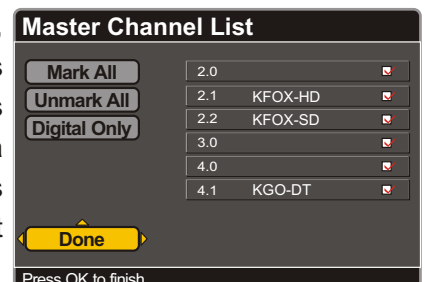 Master Channel List
Mark All
Unmark All
Digital Only
Done
2.0
2.1 KFOX-HD
2.2 KFOX-SD
3.0
4.0
4.1 KGO-DT
Press OK to finish